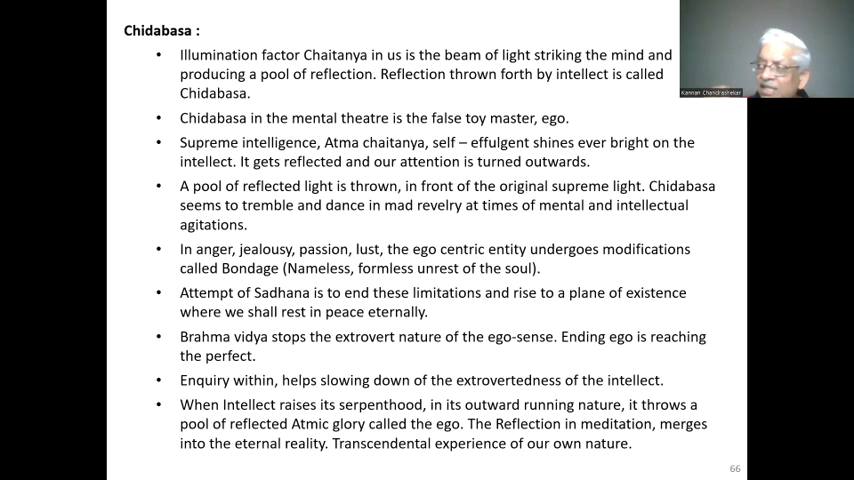 Chidabasa :
• Illumination factor Chaitanya in us is the beam of light striking the mind and
producing a pool of reflection. Reflection thrown forth by intellect is called
Chidabasa.
Kannan Chandrashekar
• Chidabasa in the mental theatre is the false toy master, ego.
• Supreme intelligence, Atma chaitanya, self – effulgent shines ever bright on the
intellect. It gets reflected and our attention is turned outwards.
• A pool of reflected light is thrown, in front of the original supreme light. Chidabasa
seems to tremble and dance in mad revelry at times of mental and intellectual
agitations.
• In anger, jealousy, passion, lust, the ego centric entity undergoes modifications
called Bondage (Nameless, formless unrest of the soul).
• Attempt of Sadhana is to end these limitations and rise to a plane of existence
where we shall rest in peace eternally.
• Brahma vidya stops the extrovert nature of the ego-sense. Ending ego is reaching
the perfect.
• Enquiry within, helps slowing down of the extrovertedness of the intellect.
• When Intellect raises its serpenthood, in its outward running nature, it throws a
pool of reflected Atmic glory called the ego. The Reflection in meditation, merges
into the eternal reality. Transcendental experience of our own nature.
66